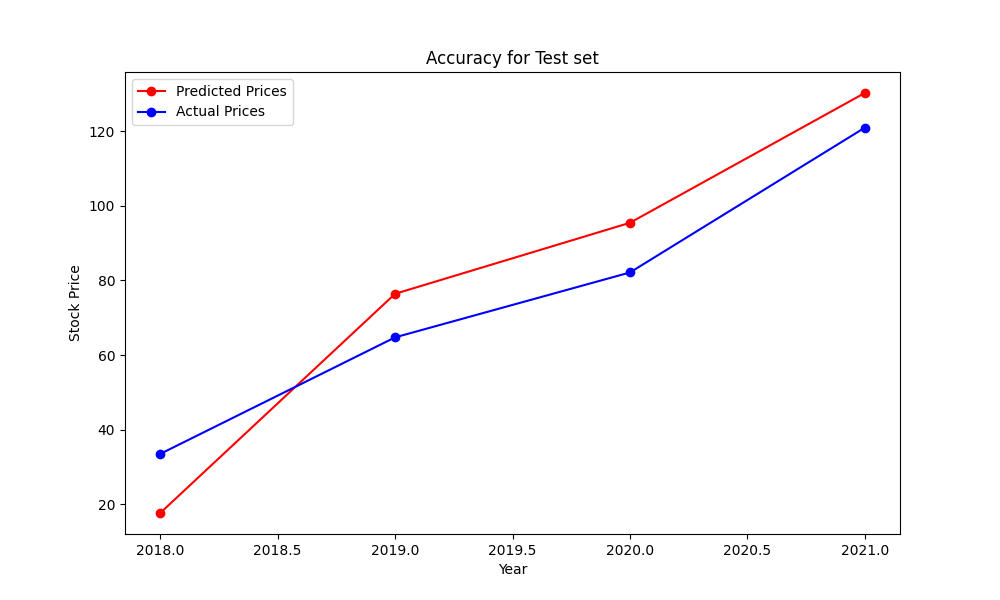 Accuracy for Test set
Predicted Prices
Actual Prices
120
100
80
60
40
20
Stock Price
2018.0 2018.5 2019.0 2019.5 2020.0 2020.5 2021.0
Year